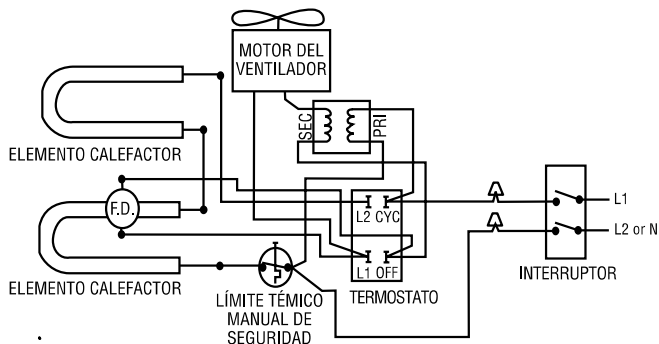 MOTOR DEL
VENTILADOR
SEC
PRI
ELEMENTO CALEFACTOR
F.D.
L2 CYC
L1
L2 or N
L1 OFF
INTERRUPTOR
ELEMENTO CALEFACTOR
LÍMITE TÉMICO
MANUAL DE
SEGURIDAD
TERMOSTATO